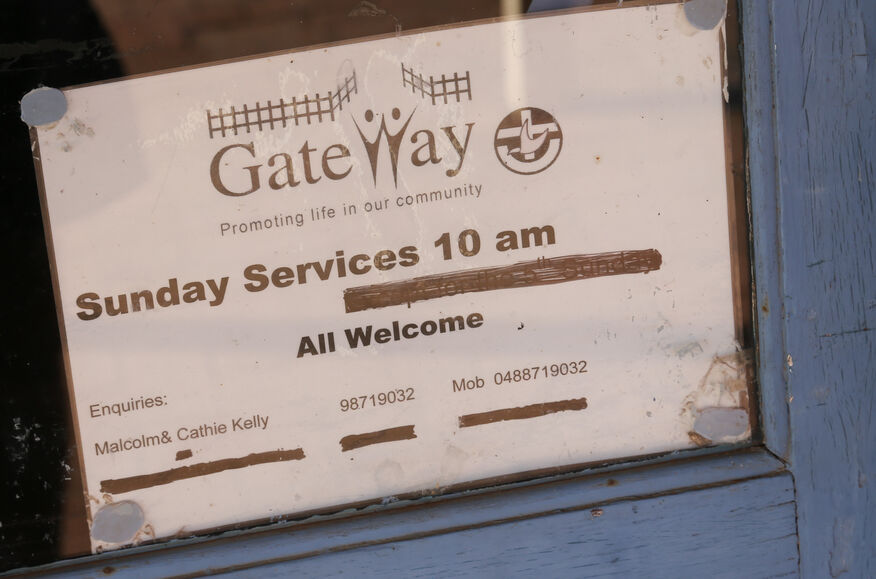 GateWay
Promoting life in our community
Sunday Services 10 am
All Welcome
Enquiries:
Malcolm& Cathie Kelly 98719032 Mob 0488719032